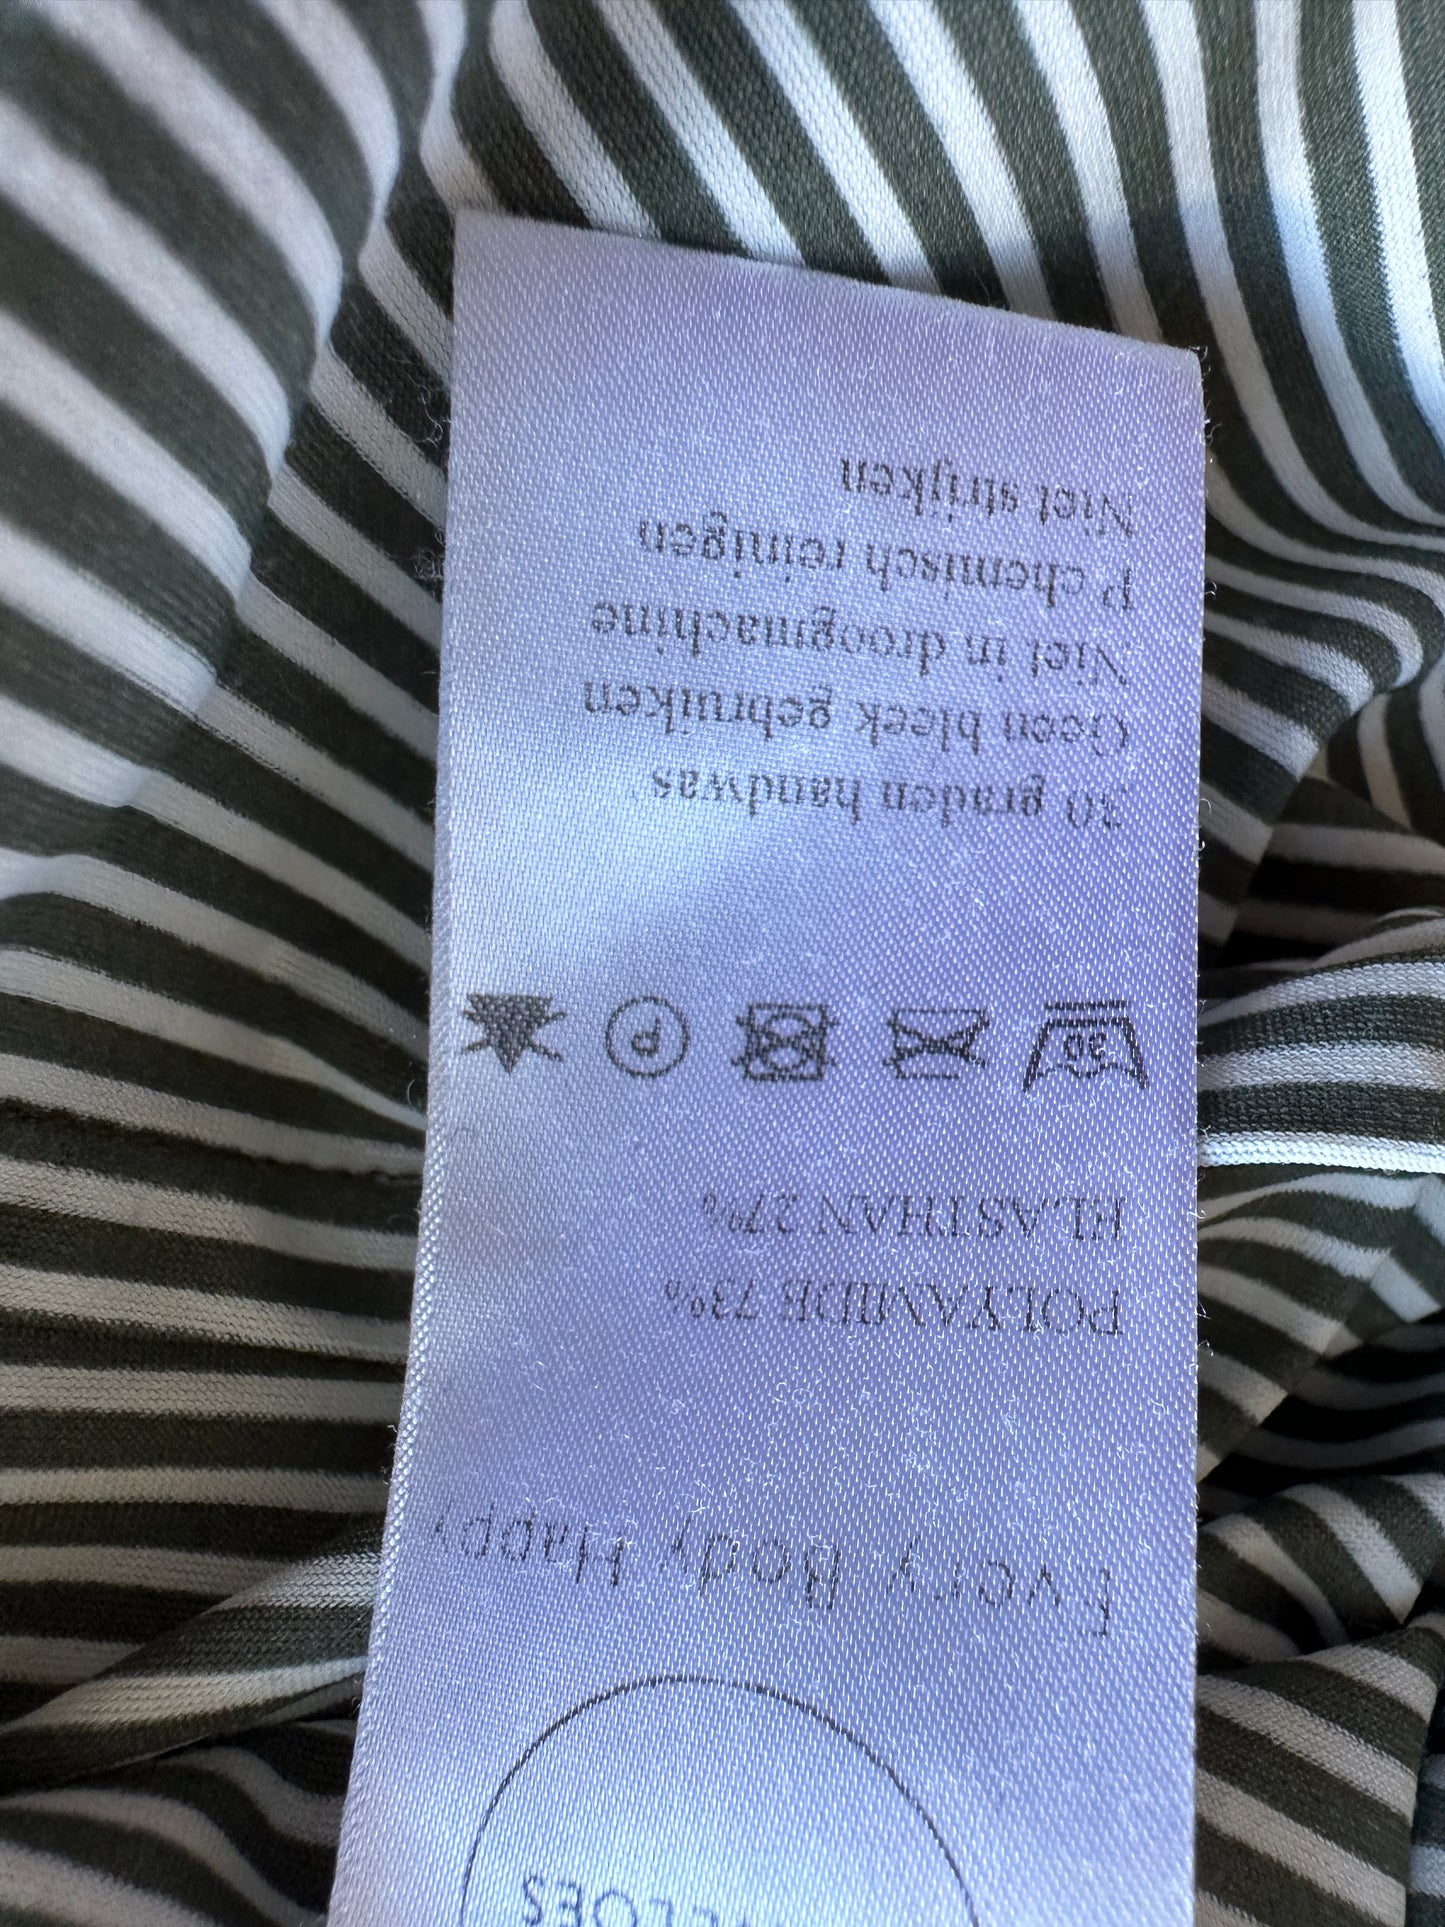 Every Body Happy
POLYAMIDE 73%
ELASTHAN 27%
30
P
30 graden handwas
Geen bleek gebruiken
Niet in droogmachine
P chemisch reinigen
Niet strijken